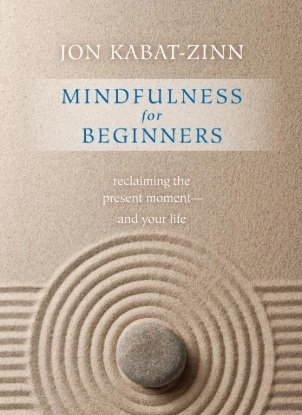 JON KABAT-ZINN
MINDFULNESS
for
BEGINNERS
reclaiming the
present moment—
and your life